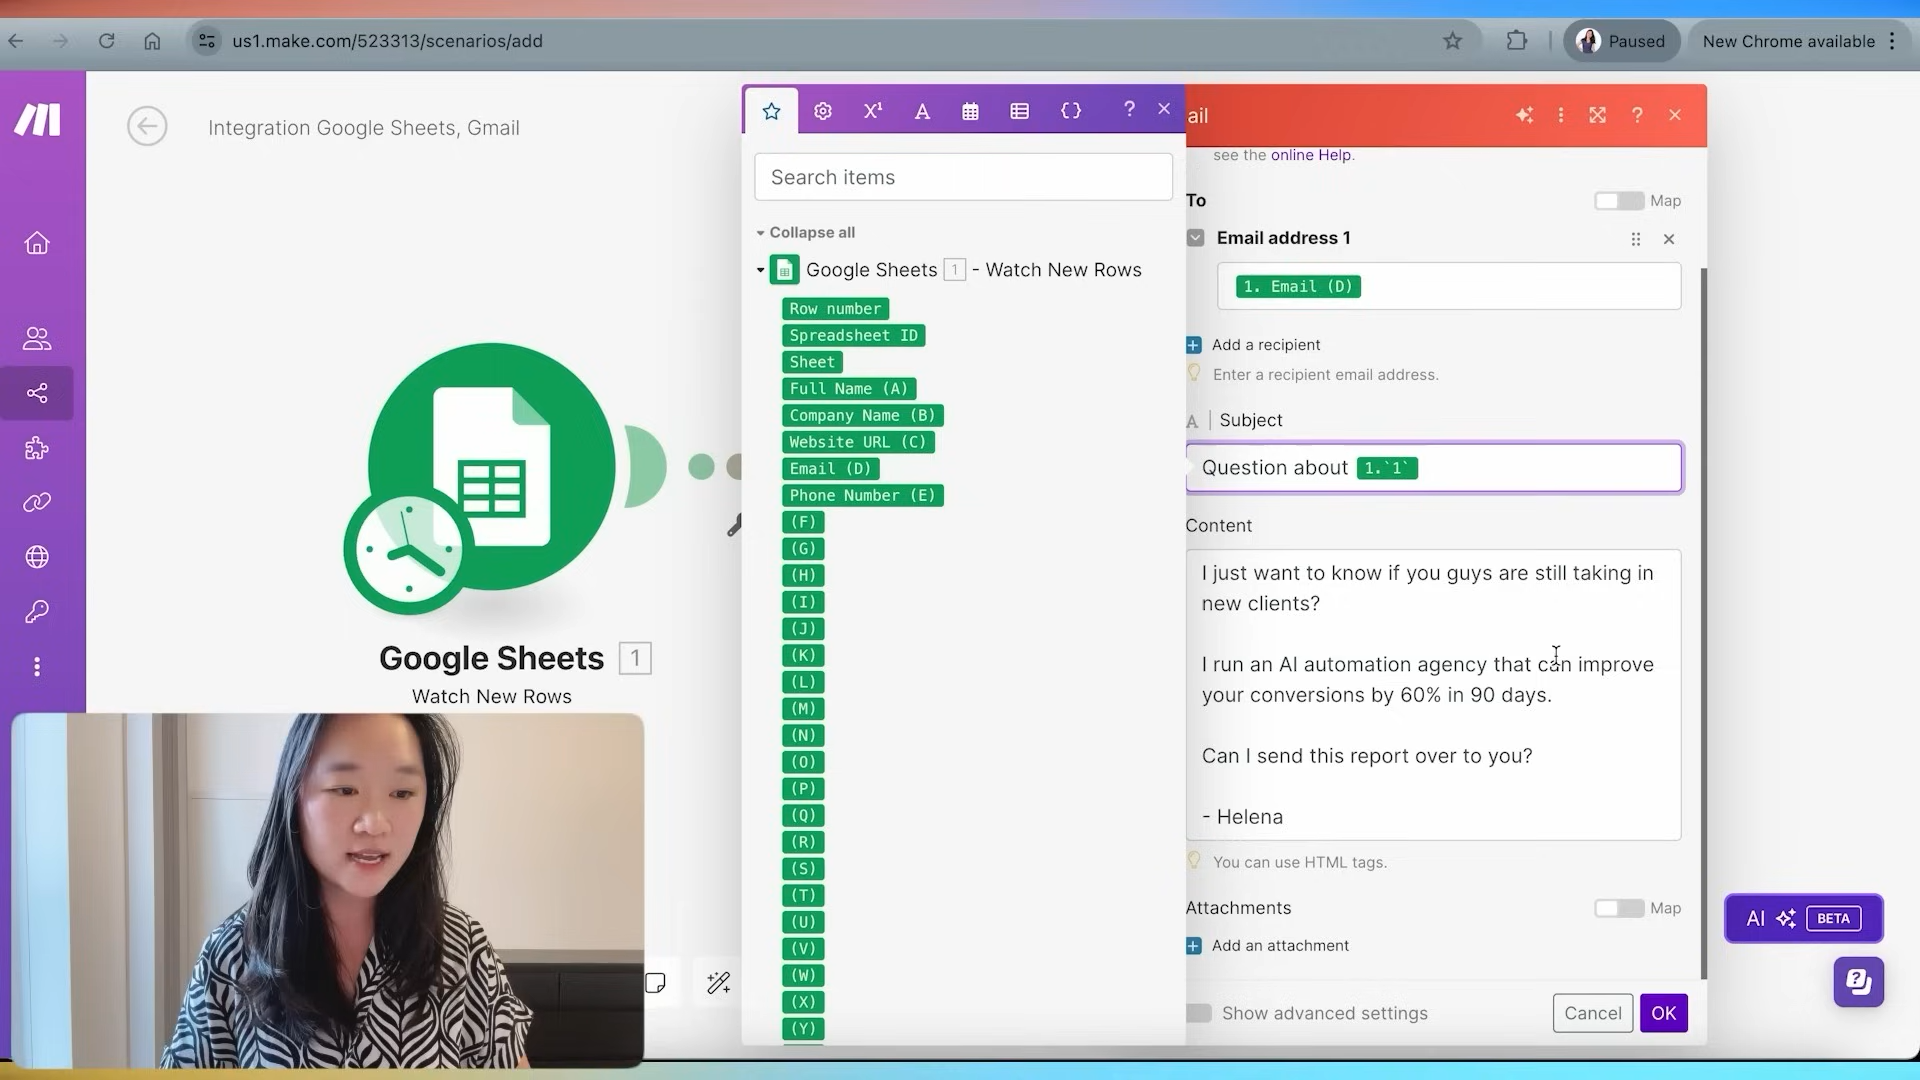 us1.make.com/523313/scenarios/add
Paused
New Chrome available
Integration Google Sheets, Gmail
Google Sheets 1
Watch New Rows
Search items
Collapse all
Google Sheets 1 - Watch New Rows
Row number
Spreadsheet ID
Sheet
Full Name (A)
Company Name (B)
Website URL (C)
Email (D)
Phone Number (E)
(F)
(G)
(H)
(I)
(J)
(K)
(L)
(M)
(N)
(O)
(P)
(Q)
(R)
(S)
(T)
(U)
(V)
(W)
(X)
(Y)
ail
see the online Help.
To
Map
Email address 1
1. Email (D)
Add a recipient
Enter a recipient email address.
A | Subject
Question about 1.`1`
Content
I just want to know if you guys are still taking in
new clients?
I run an AI automation agency that can improve
your conversions by 60% in 90 days.
Can I send this report over to you?
- Helena
You can use HTML tags.
Attachments
Map
Add an attachment
Show advanced settings
Cancel
OK
AI BETA